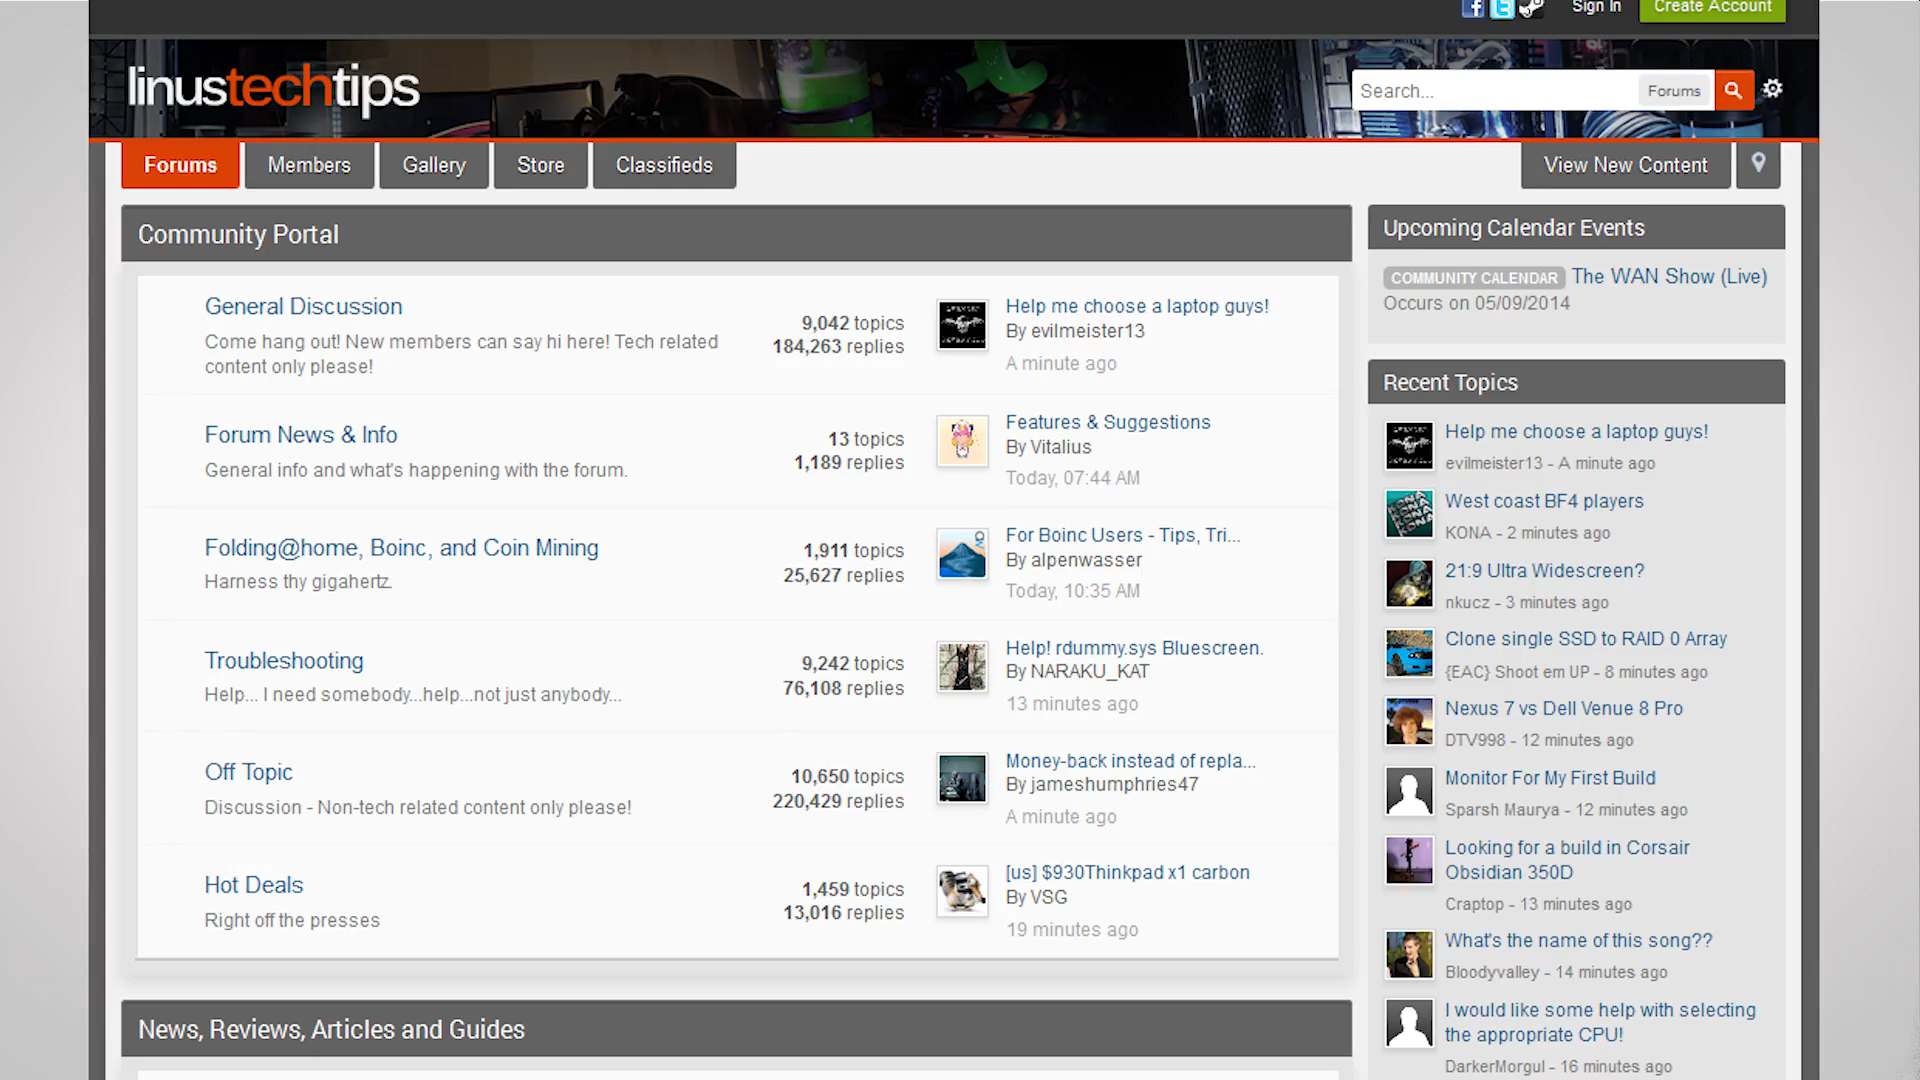 Sign In
Create Account
linustechtips
Search...
Forums
Forums
Members
Gallery
Store
Classifieds
View New Content
Community Portal
General Discussion
Come hang out! New members can say hi here! Tech related
content only please!
9,042 topics
184,263 replies
Help me choose a laptop guys!
By evilmeister13
A minute ago
Forum News & Info
General info and what's happening with the forum.
13 topics
1,189 replies
Features & Suggestions
By Vitalius
Today, 07:44 AM
Folding@home, Boinc, and Coin Mining
Harness thy gigahertz.
1,911 topics
25,627 replies
For Boinc Users - Tips, Tri...
By alpenwasser
Today, 10:35 AM
Troubleshooting
Help... I need somebody...help...not just anybody...
9,242 topics
76,108 replies
Help! rdummy.sys Bluescreen.
By NARAKU_KAT
13 minutes ago
Off Topic
Discussion - Non-tech related content only please!
10,650 topics
220,429 replies
Money-back instead of repla...
By jameshumphries47
A minute ago
Hot Deals
Right off the presses
1,459 topics
13,016 replies
[us] $930Thinkpad x1 carbon
By VSG
19 minutes ago
News, Reviews, Articles and Guides
Upcoming Calendar Events
COMMUNITY CALENDAR The WAN Show (Live)
Occurs on 05/09/2014
Recent Topics
Help me choose a laptop guys!
evilmeister13 - A minute ago
West coast BF4 players
KONA - 2 minutes ago
21:9 Ultra Widescreen?
nkucz - 3 minutes ago
Clone single SSD to RAID 0 Array
{EAC} Shoot em UP - 8 minutes ago
Nexus 7 vs Dell Venue 8 Pro
DTV998 - 12 minutes ago
Monitor For My First Build
Sparsh Maurya - 12 minutes ago
Looking for a build in Corsair
Obsidian 350D
Craptop - 13 minutes ago
What's the name of this song??
Bloodyvalley - 14 minutes ago
I would like some help with selecting
the appropriate CPU!
DarkerMorgul - 16 minutes ago